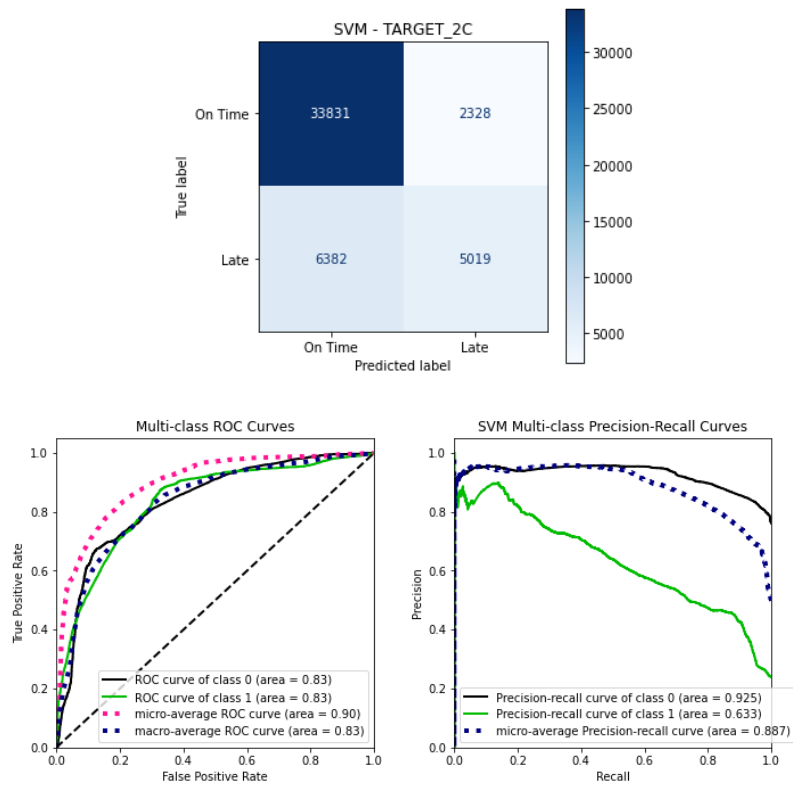 SVM - TARGET_2C
On Time
33831
2328
True label
Late
6382
5019
On Time
Late
Predicted label
30000
25000
20000
15000
10000
5000
Multi-class ROC Curves
1.0
0.8
0.6
0.4
0.2
0.0
True Positive Rate
ROC curve of class 0 (area = 0.83)
ROC curve of class 1 (area = 0.83)
micro-average ROC curve (area = 0.90)
macro-average ROC curve (area = 0.83)
0.0 0.2 0.4 0.6 0.8 1.0
False Positive Rate
SVM Multi-class Precision-Recall Curves
1.0
0.8
0.6
0.4
0.2
0.0
Precision
Precision-recall curve of class 0 (area = 0.925)
Precision-recall curve of class 1 (area = 0.633)
micro-average Precision-recall curve (area = 0.887)
0.0 0.2 0.4 0.6 0.8 1.0
Recall